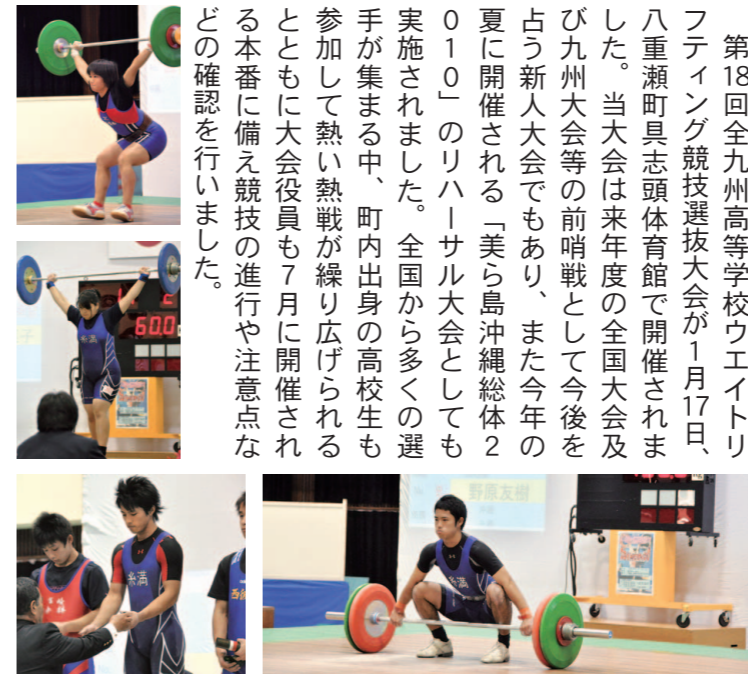 第18回全九州高等学校ウエイトリ
フティング競技選抜大会が1月17日、
八重瀬町具志頭体育館で開催されま
した。当大会は来年度の全国大会及
び九州大会等の前哨戦として今後を
占う新人大会でもあり、また今年の
夏に開催される「美ら島沖縄総体2
010」のリハーサル大会としても
実施されました。全国から多くの選
手が集まる中、町内出身の高校生も
参加して熱い熱戦が繰り広げられる
とともに大会役員も7月に開催され
る本番に備え競技の進行や注意点な
どの確認を行いました。
60.0
糸満
糸満
野原友樹
糸満